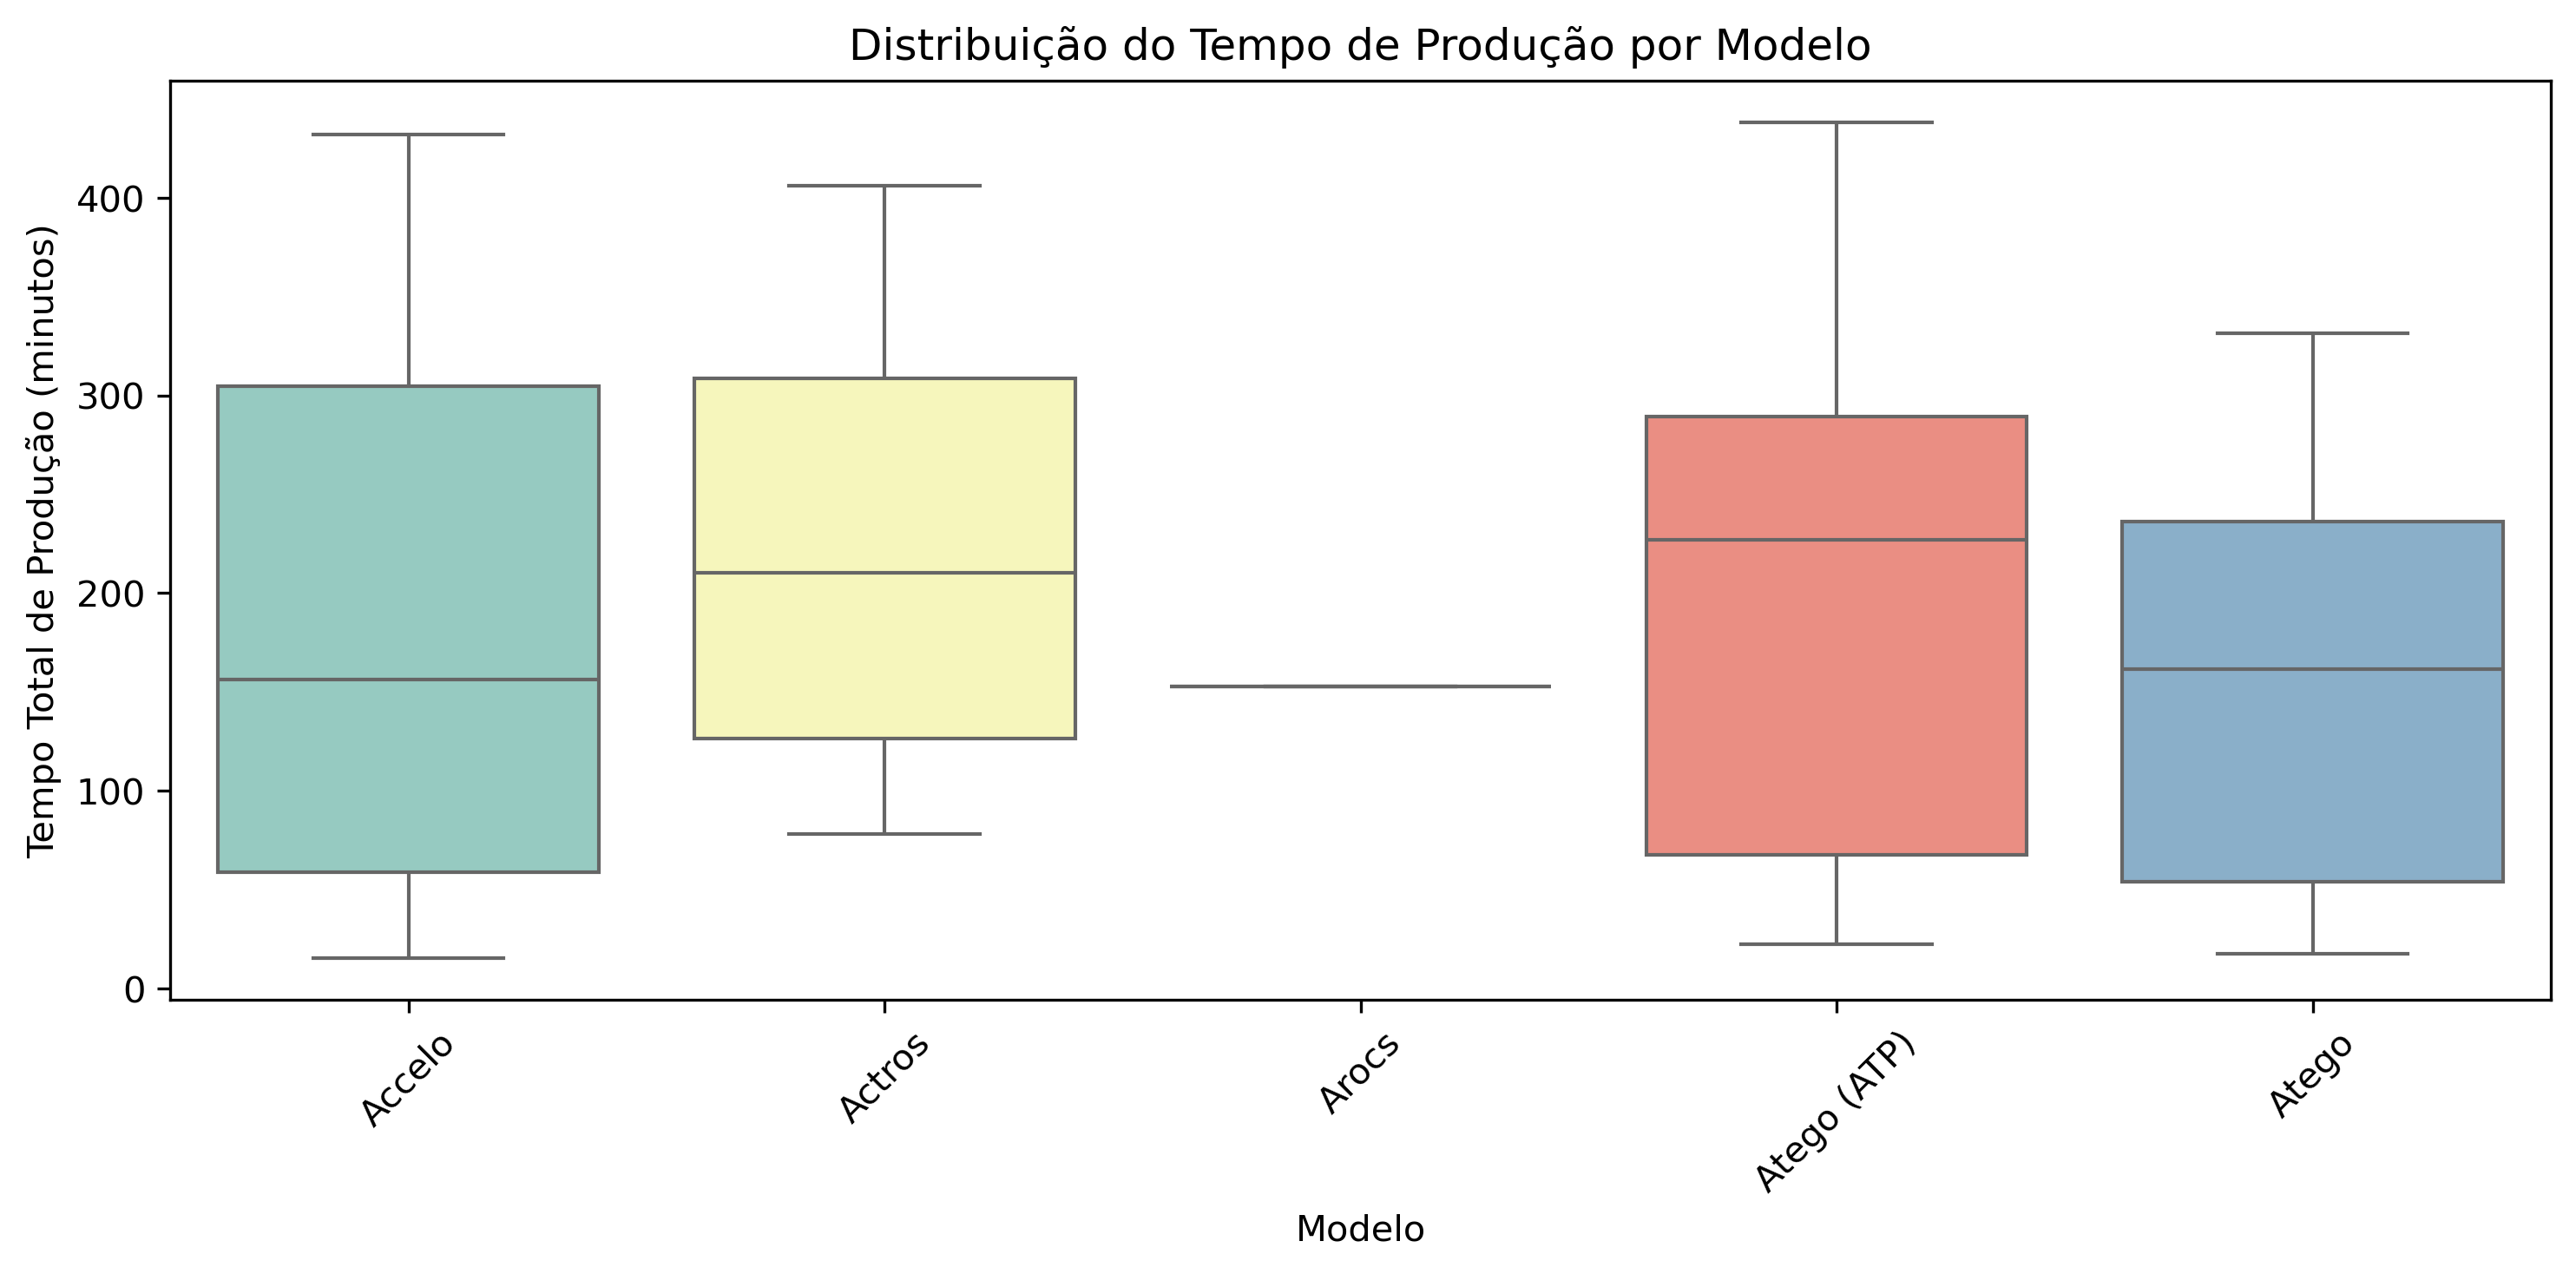 Distribuição do Tempo de Produção por Modelo
Tempo Total de Produção (minutos)
400
300
200
100
0
Accelo
Actros
Arocs
Atego (ATP)
Atego
Modelo